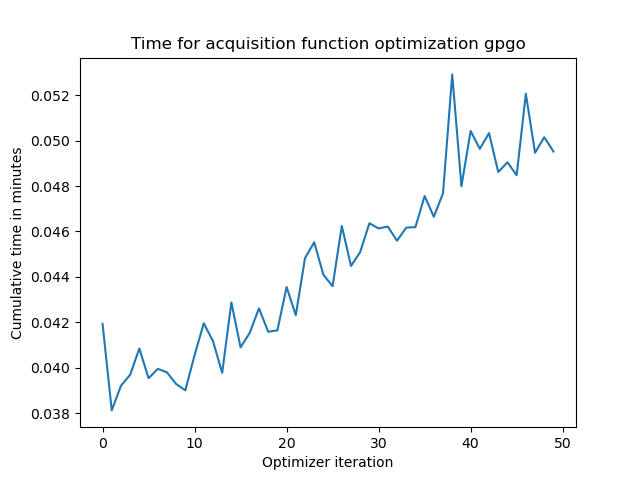 Time for acquisition function optimization gpgo
Cumulative time in minutes
0.052
0.050
0.048
0.046
0.044
0.042
0.040
0.038
0 10 20 30 40 50
Optimizer iteration